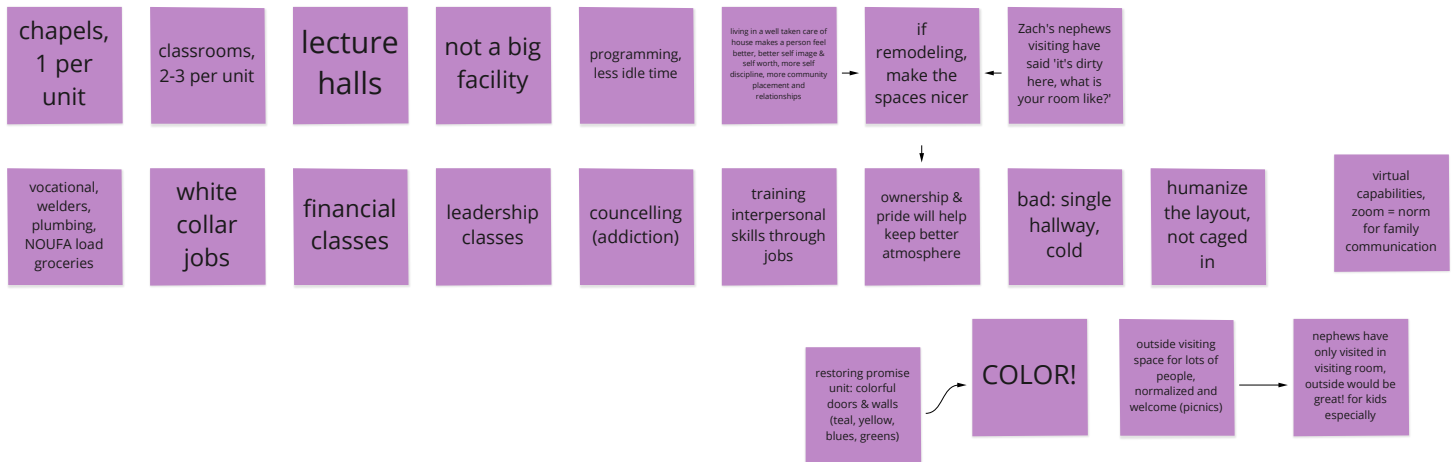 chapels,
1 per
unit
classrooms,
2-3 per unit
lecture
halls
not a big
facility
programming,
less idle time
living in a well taken care of
house makes a person feel
better, better self image &
self worth, more self
discipline, more community
placement and
relationships
if
remodeling,
make the
spaces nicer
Zach's nephews
visiting have
said 'it's dirty
here, what is
your room like?'
vocational,
welders,
plumbing,
NOUFA load
groceries
white
collar
jobs
financial
classes
leadership
classes
councelling
(addiction)
training
interpersonal
skills through
jobs
ownership &
pride will help
keep better
atmosphere
bad: single
hallway,
cold
humanize
the layout,
not caged
in
virtual
capabilities,
zoom = norm
for family
communication
restoring promise
unit: colorful
doors & walls
(teal, yellow,
blues, greens)
COLOR!
outside visiting
space for lots of
people,
normalized and
welcome (picnics)
nephews have
only visited in
visiting room,
outside would be
great! for kids
especially